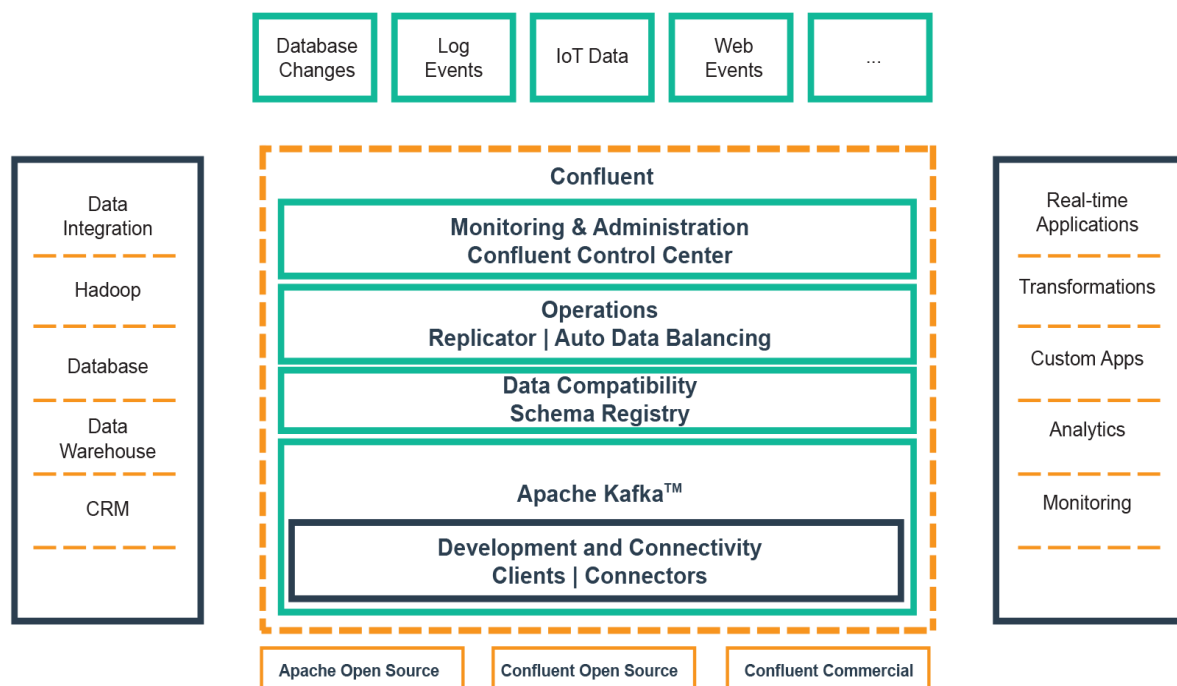 Database
Changes
Log
Events
IoT Data
Web
Events
...
Data
Integration
Hadoop
Database
Data
Warehouse
CRM
Confluent
Monitoring & Administration
Confluent Control Center
Operations
Replicator | Auto Data Balancing
Data Compatibility
Schema Registry
Apache Kafka™
Development and Connectivity
Clients | Connectors
Real-time
Applications
Transformations
Custom Apps
Analytics
Monitoring
Apache Open Source
Confluent Open Source
Confluent Commercial